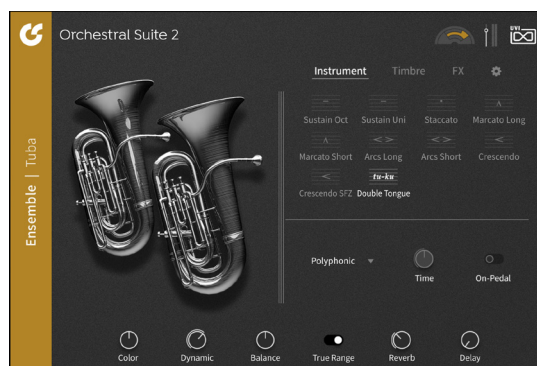 Orchestral Suite 2
UVI
Ensemble | Tuba
Instrument Timbre FX
Sustain Oct Sustain Uni Staccato Marcato Long
Marcato Short Arcs Long Arcs Short Crescendo
tu-ku
Crescendo SFZ Double Tongue
Polyphonic
Time On-Pedal
Color Dynamic Balance True Range Reverb Delay